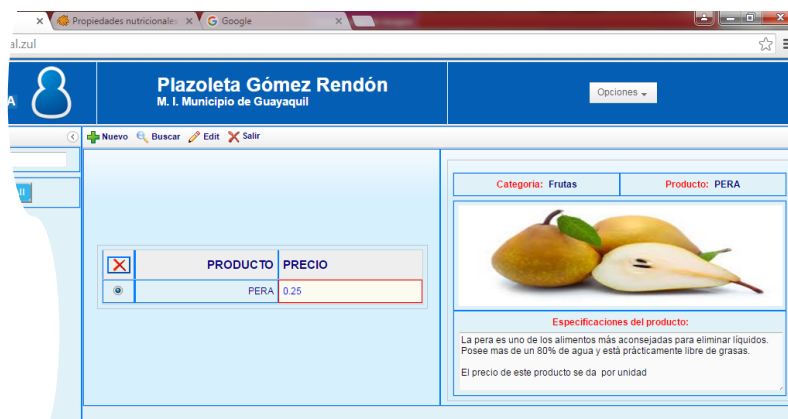 Propiedades nutricionales
Google
al.zul
A
Plazoleta Gómez Rendón
M. I. Municipio de Guayaquil
Opciones
Nuevo Buscar Edit Salir
Categoria: Frutas Producto: PERA
PRODUCTO PRECIO
PERA 0.25
Especificaciones del producto:
La pera es uno de los alimentos más aconsejadas para eliminar líquidos.
Posee mas de un 80% de agua y està pràcticamente libre de grasas.
El precio de este producto se da por unidad